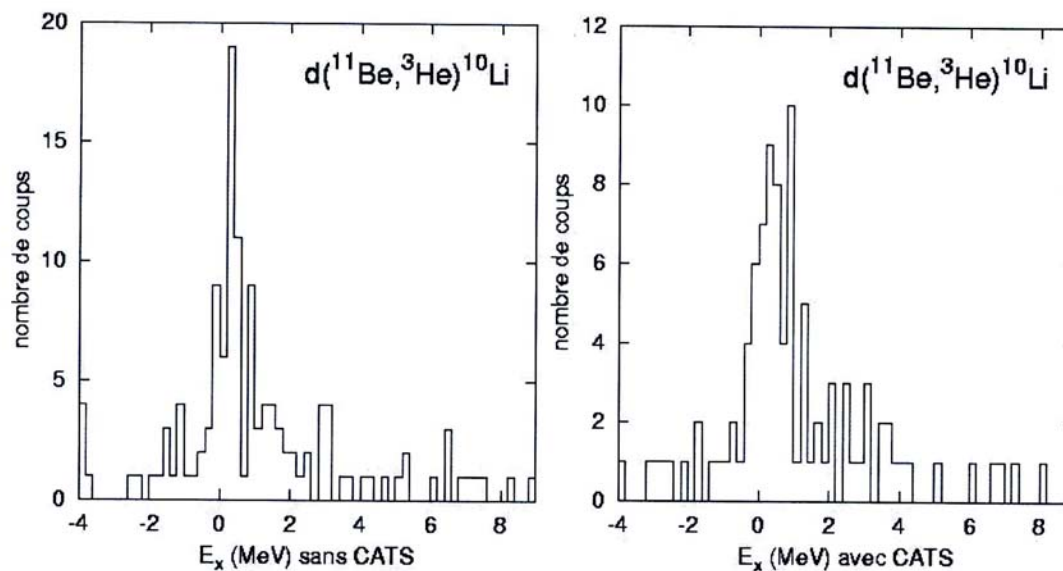 20
15
10
5
0
nombre de coups
d(¹¹Be,³He)¹⁰Li
-4 -2 0 2 4 6 8
Eₓ (MeV) sans CATS
12
10
8
6
4
2
0
nombre de coups
d(¹¹Be,³He)¹⁰Li
-4 -2 0 2 4 6 8
Eₓ (MeV) avec CATS